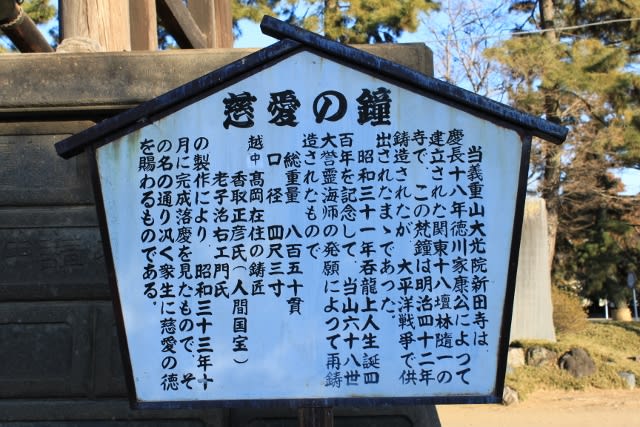 慈愛の鐘
当義重山大光院新田寺は、
慶長十八年徳川家康公によって
建立された関東十八壇林随一の
寺で、この梵鐘は明治四十二年
鋳造されたが、大平洋戦争で供
出されたまゝであった。
昭和三十一年呑龍上人生誕四
百年を記念して、当山六十八世
大誉靈海師の発願によって再鋳
造されたもので
総重量 八百五十貫
口径 四尺三寸
越中高岡在住の鋳匠
香取正彦氏(人間国宝)
老子治右エ門氏
の製作により、昭和三十三年十
月に完成落慶を見たもので、そ
の名の通り汎く衆生に慈愛の徳
を賜わるものである。